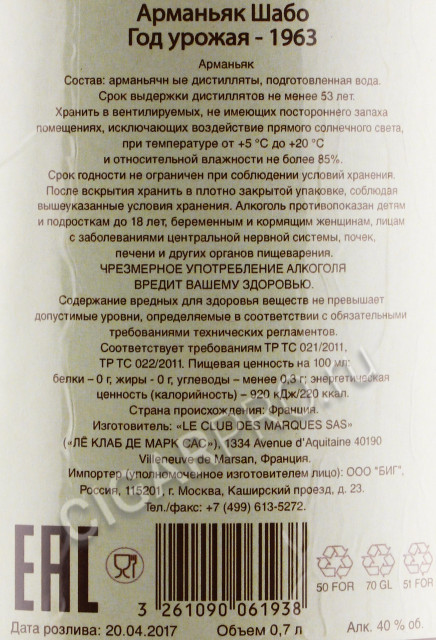 Арманьяк Шабо
Год урожая - 1963
Арманьяк
Состав: арманьячн ые дистилляты, подготовленная вода.
Срок выдержки дистиллятов не менее 53 лет.
Хранить в вентилируемых, не имеющих постороннего запаха
помещениях, исключающих воздействие прямого солнечного света,
при температуре от +5 °С до +20 °С
и относительной влажности не более 85%.
Срок годности не ограничен при соблюдении условий хранения.
После вскрытия хранить в плотно закрытой упаковке, соблюдая
вышеуказанные условия хранения. Алкоголь противопоказан детям
и подросткам до 18 лет, беременным и кормящим женщинам, лицам
с заболеваниями центральной нервной системы, почек,
печени и других органов пищеварения.
ЧРЕЗМЕРНОЕ УПОТРЕБЛЕНИЕ АЛКОГОЛЯ
ВРЕДИТ ВАШЕМУ ЗДОРОВЬЮ.
Содержание вредных для здоровья веществ не превышает
допустимые уровни, определяемые в соответствии с обязательными
требованиями технических регламентов.
Соответствует требованиям ТР ТС 021/2011,
ТР ТС 022/2011. Пищевая ценность на 100 мл:
белки – 0 г, жиры - 0 г, углеводы – менее 0,3 г; энергетическая
ценность (калорийность) – 920 кДж/220 ккал.
Страна происхождения: Франция.
Изготовитель: «LE CLUB DES MARQUES SAS»
(«ЛЁ КЛАБ ДЕ МАРК САС»), 1334 Avenue d'Aquitaine 40190
Villeneuve de Marsan, Франция.
Импортер (уполномоченное изготовителем лицо): ООО "БИГ",
Россия, 115201, г. Москва, Каширский проезд, д. 23.
Тел./факс: +7 (499) 613-5272.
EAC
50 FOR 70 GL 51 FOR
3 261090 061938
Дата розлива: 20.04.2017 Объем 0,7 л Алк. 40 % об.
CIGARPRO.ru